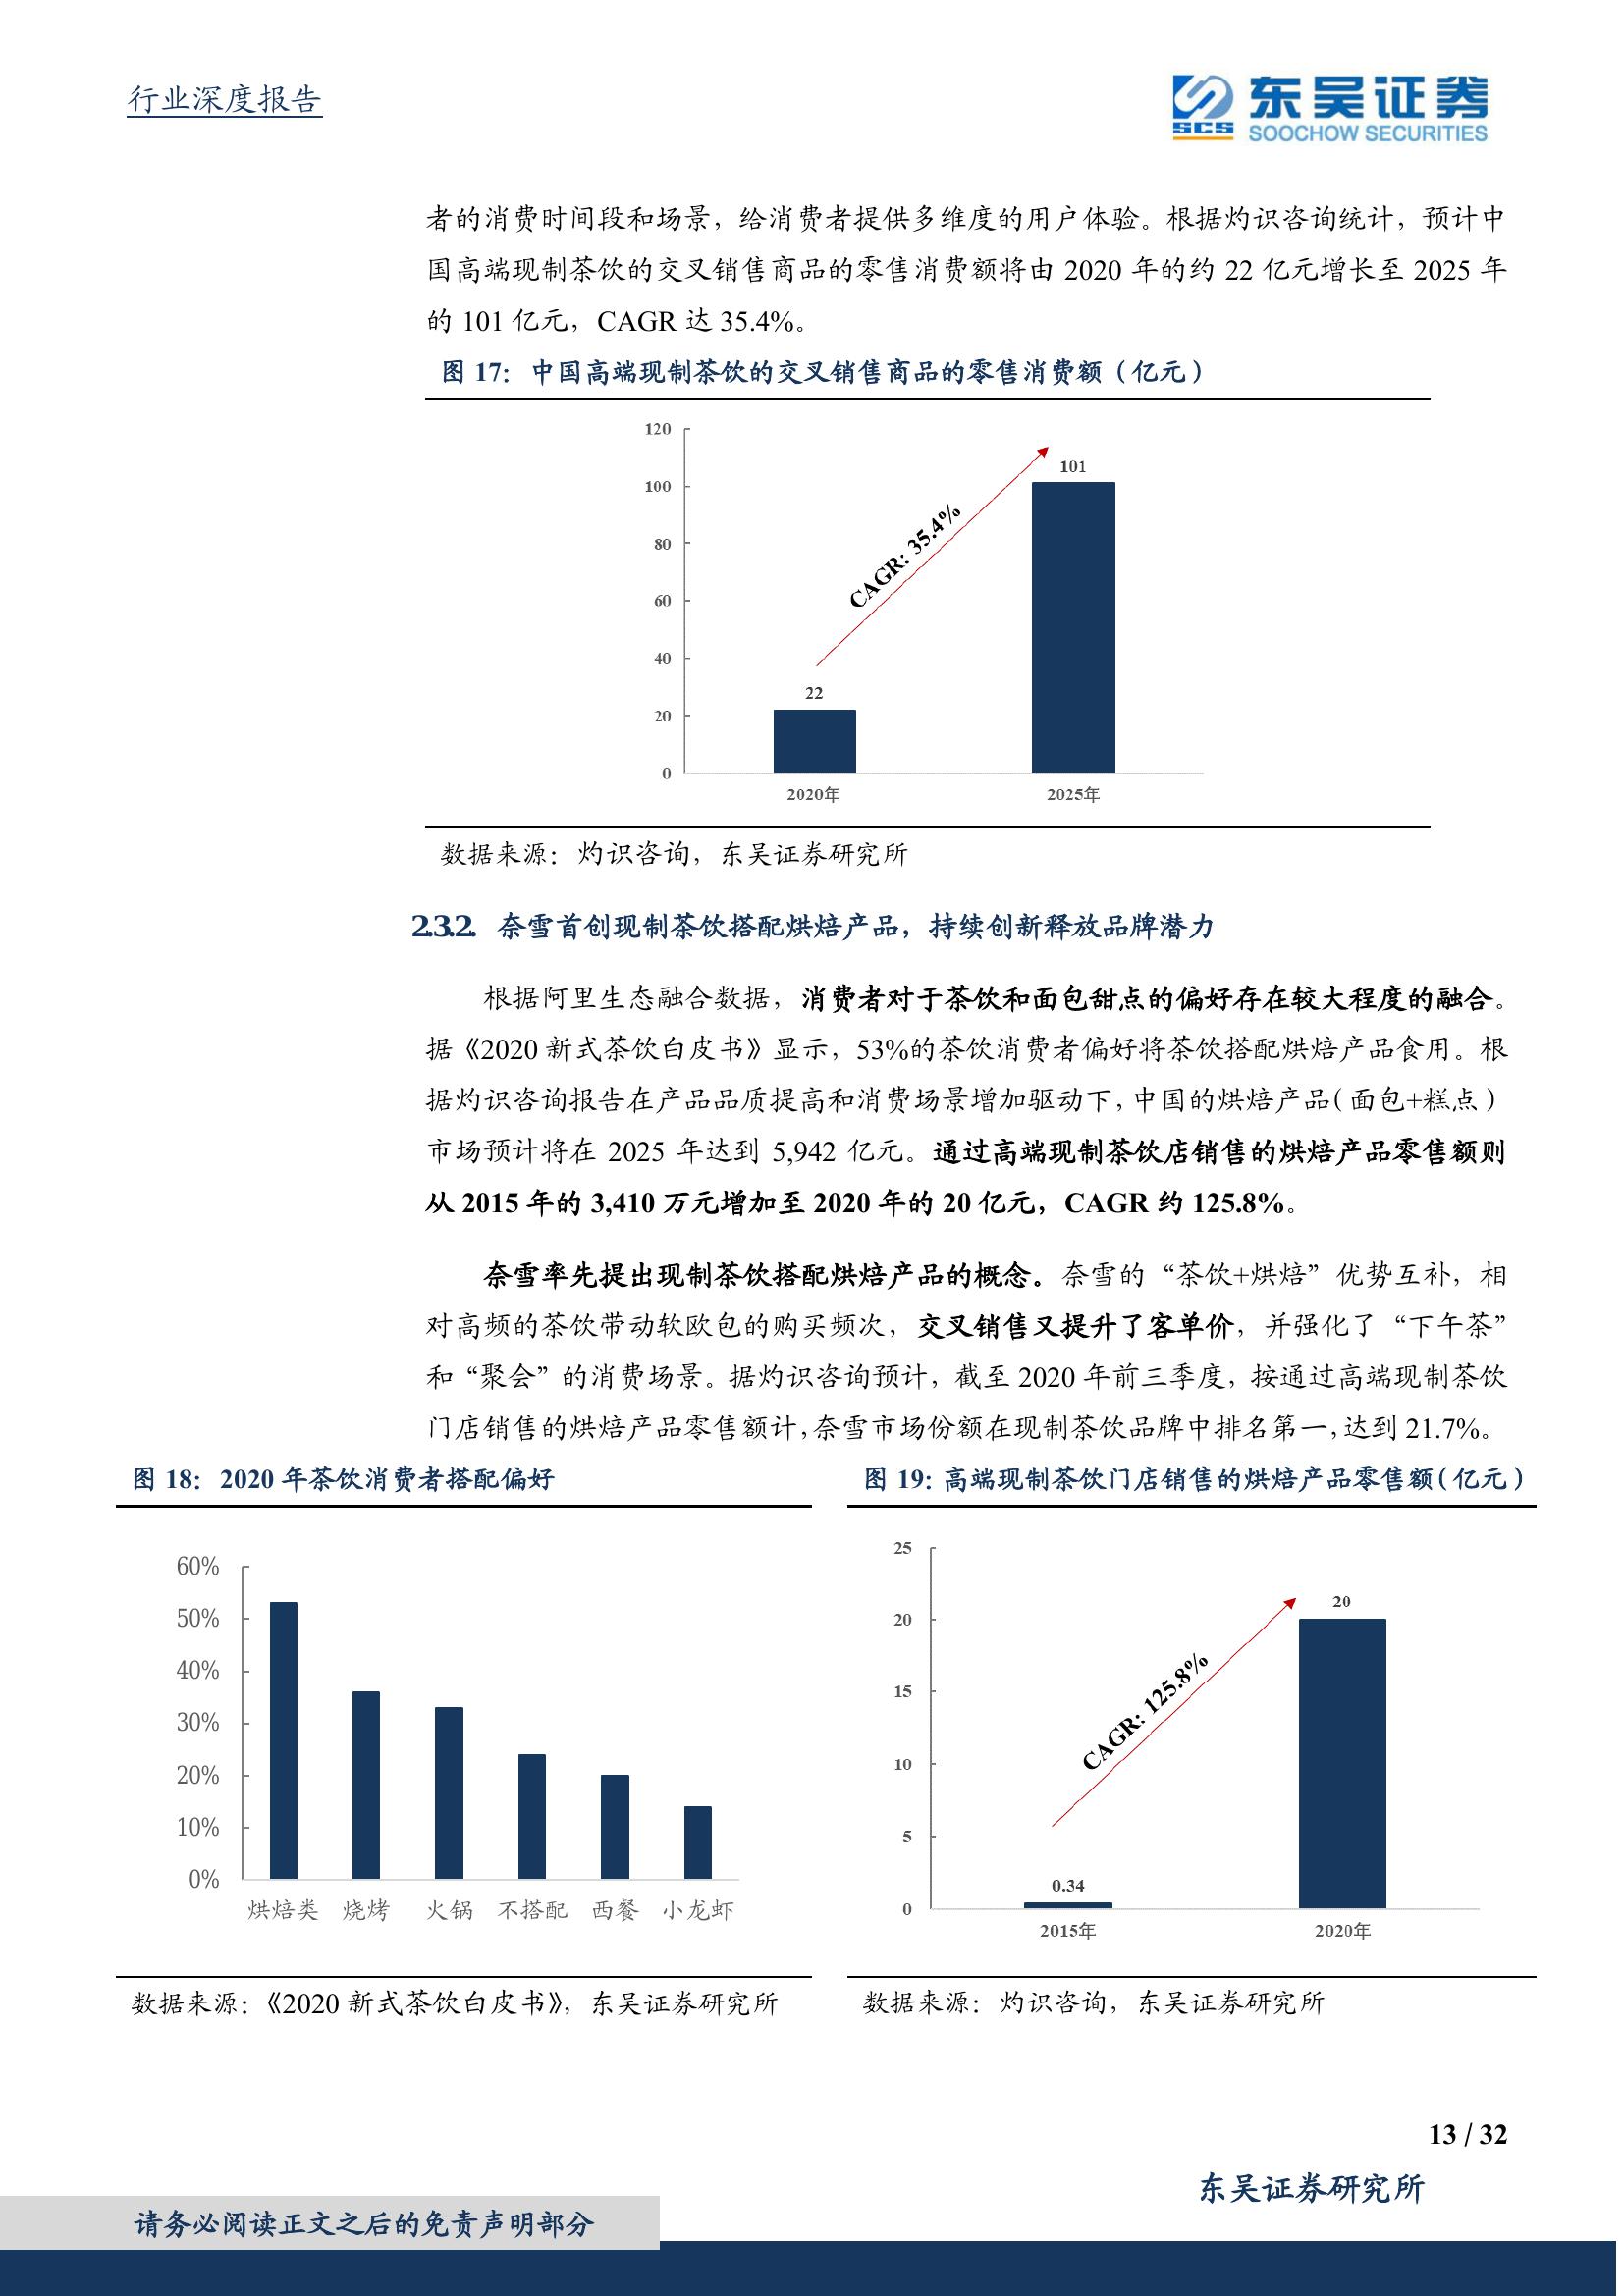 行业深度报告
东吴证券
SCS
SOOCHOW SECURITIES
者的消费时间段和场景，给消费者提供多维度的用户体验。根据灼识咨询统计，预计中
国高端现制茶饮的交叉销售商品的零售消费额将由 2020 年的约 22 亿元增长至 2025 年
的 101 亿元，CAGR 达 35.4%。
图 17：中国高端现制茶饮的交叉销售商品的零售消费额（亿元）
120
100
80
60
40
20
0
CAGR: 35.4%
22
101
2020年
2025年
数据来源：灼识咨询，东吴证券研究所
2.3.2. 奈雪首创现制茶饮搭配烘焙产品，持续创新释放品牌潜力
根据阿里生态融合数据，消费者对于茶饮和面包甜点的偏好存在较大程度的融合。
据《2020 新式茶饮白皮书》显示，53%的茶饮消费者偏好将茶饮搭配烘焙产品食用。根
据灼识咨询报告在产品品质提高和消费场景增加驱动下，中国的烘焙产品（面包+糕点）
市场预计将在 2025 年达到 5,942 亿元。通过高端现制茶饮店销售的烘焙产品零售额则
从 2015 年的 3,410 万元增加至 2020 年的 20 亿元，CAGR 约 125.8%。
奈雪率先提出现制茶饮搭配烘焙产品的概念。奈雪的“茶饮+烘焙”优势互补，相
对高频的茶饮带动软欧包的购买频次，交叉销售又提升了客单价，并强化了“下午茶”
和“聚会”的消费场景。据灼识咨询预计，截至 2020 年前三季度，按通过高端现制茶饮
门店销售的烘焙产品零售额计，奈雪市场份额在现制茶饮品牌中排名第一，达到 21.7%。
图 18：2020 年茶饮消费者搭配偏好
60%
50%
40%
30%
20%
10%
0%
烘焙类 烧烤 火锅 不搭配 西餐 小龙虾
数据来源：《2020 新式茶饮白皮书》，东吴证券研究所
图 19：高端现制茶饮门店销售的烘焙产品零售额（亿元）
25
20
15
10
5
0
CAGR: 125.8%
0.34
20
2015年
2020年
数据来源：灼识咨询，东吴证券研究所
13 / 32
东吴证券研究所
请务必阅读正文之后的免责声明部分